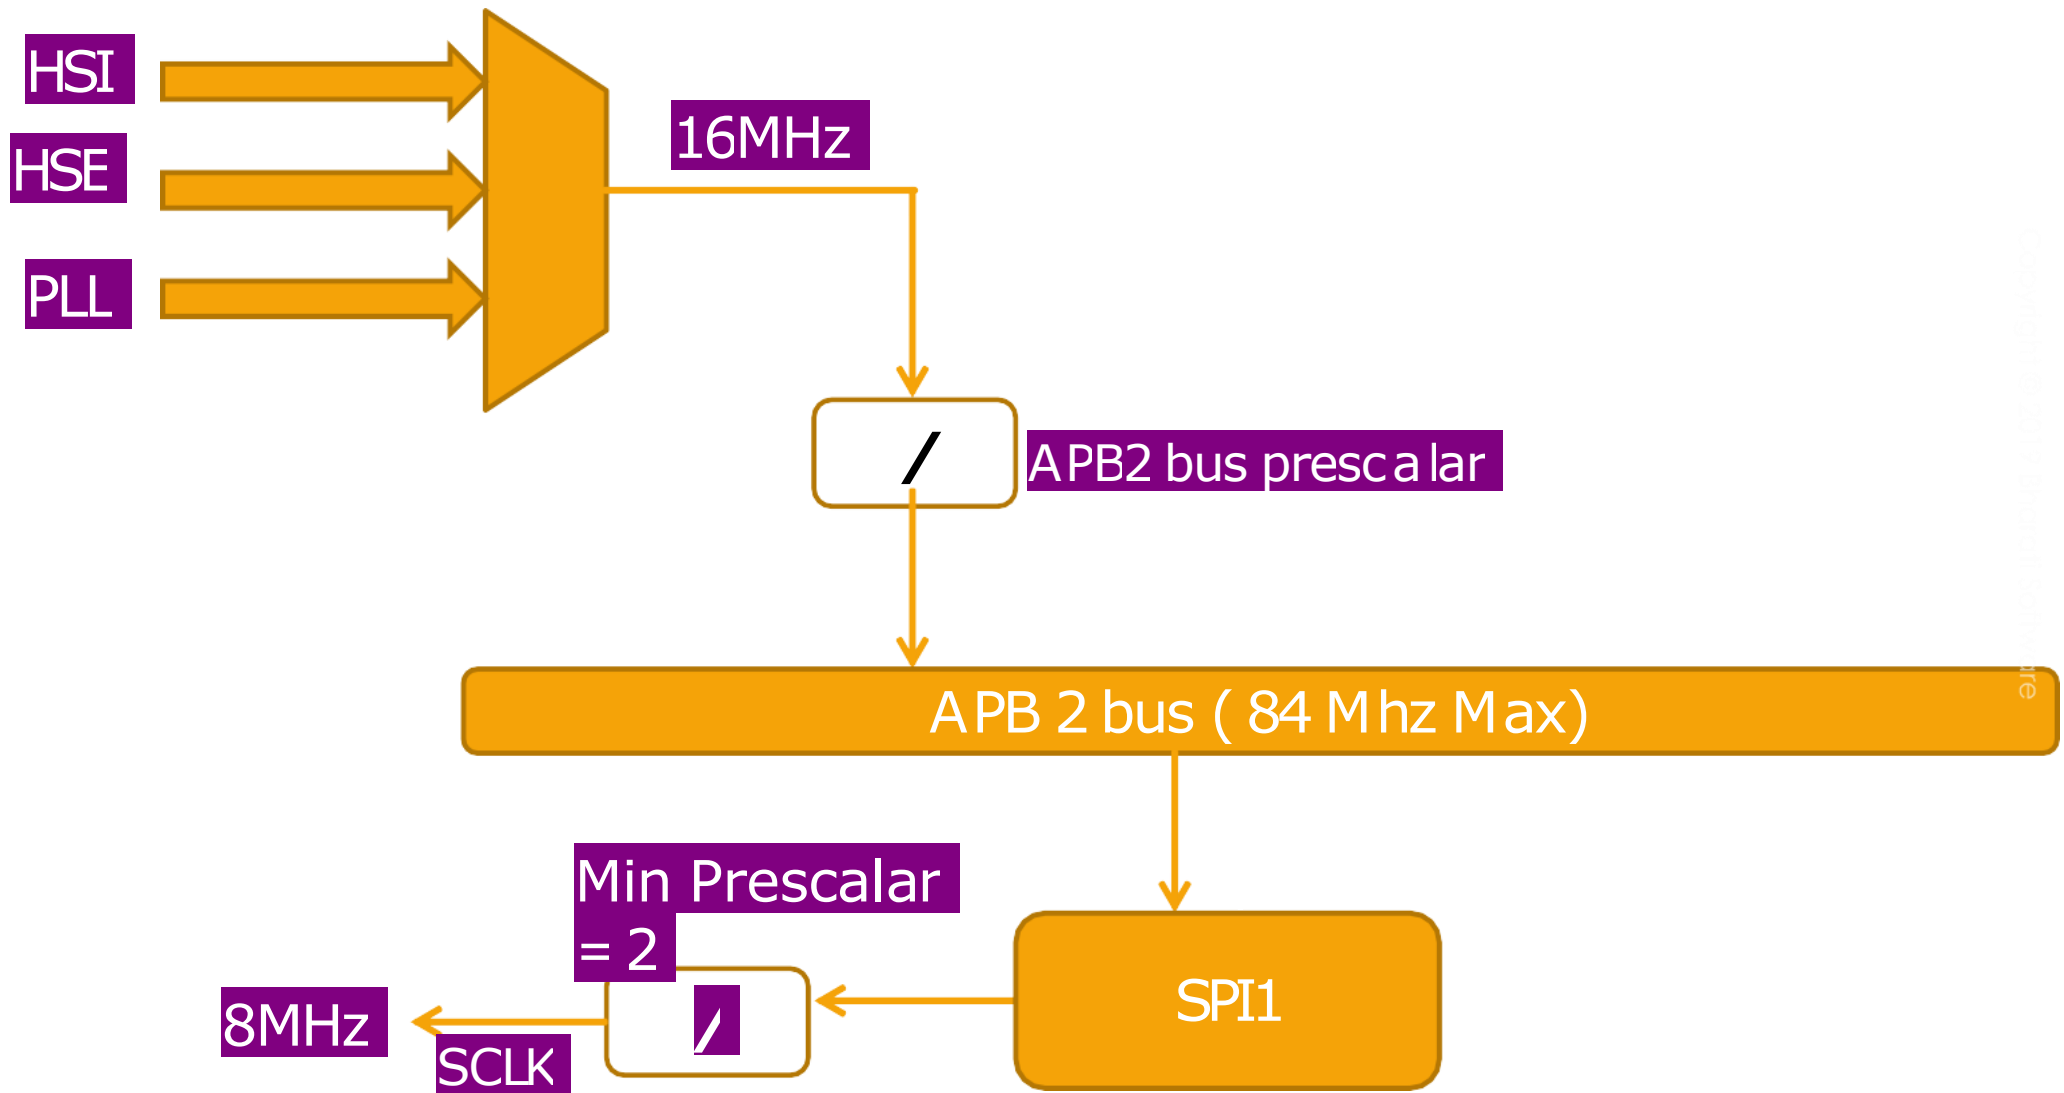 HSI
HSE
PLL
16MHz
/
APB2 bus prescalar
APB 2 bus ( 84 Mhz Max)
Min Prescalar
= 2
SPI1
/
8MHz
SCLK